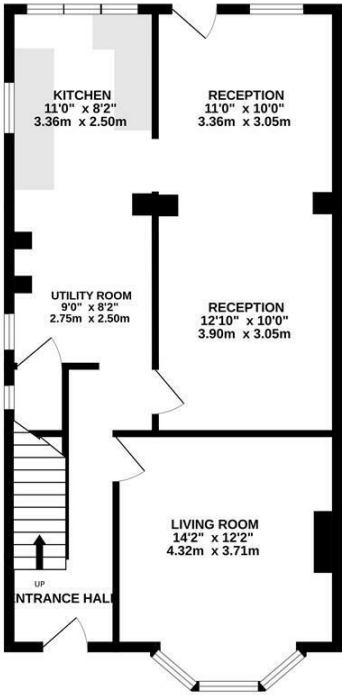 KITCHEN
11'0" x 8'2"
3.36m x 2.50m
RECEPTION
11'0" x 10'0"
3.36m x 3.05m
UTILITY ROOM
9'0" x 8'2"
2.75m x 2.50m
RECEPTION
12'10" x 10'0"
3.90m x 3.05m
LIVING ROOM
14'2" x 12'2"
4.32m x 3.71m
UP
ENTRANCE HALL